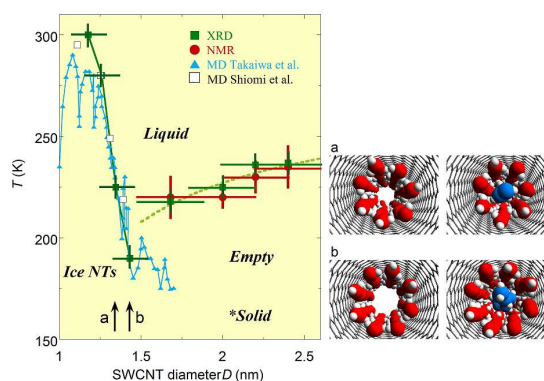 300
250
200
150
T (K)
XRD
NMR
MD Takaiwa et al.
MD Shiomi et al.
Liquid
Empty
Ice NTs
a
b
*Solid
1
1.5
2
2.5
SWCNT diameterD (nm)
a
b